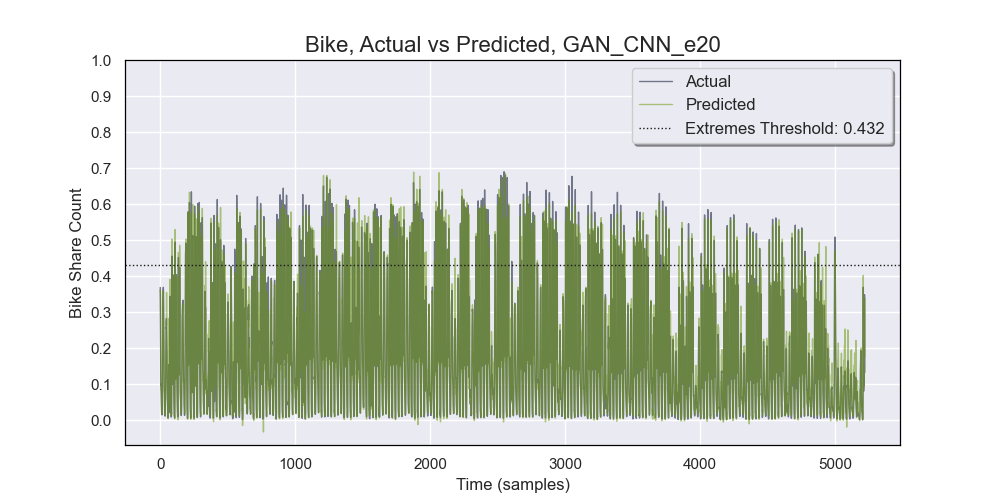 Bike, Actual vs Predicted, GAN_CNN_e20
Actual
Predicted
Extremes Threshold: 0.432
Bike Share Count
1.0
0.9
0.8
0.7
0.6
0.5
0.4
0.3
0.2
0.1
0.0
0 1000 2000 3000 4000 5000
Time (samples)